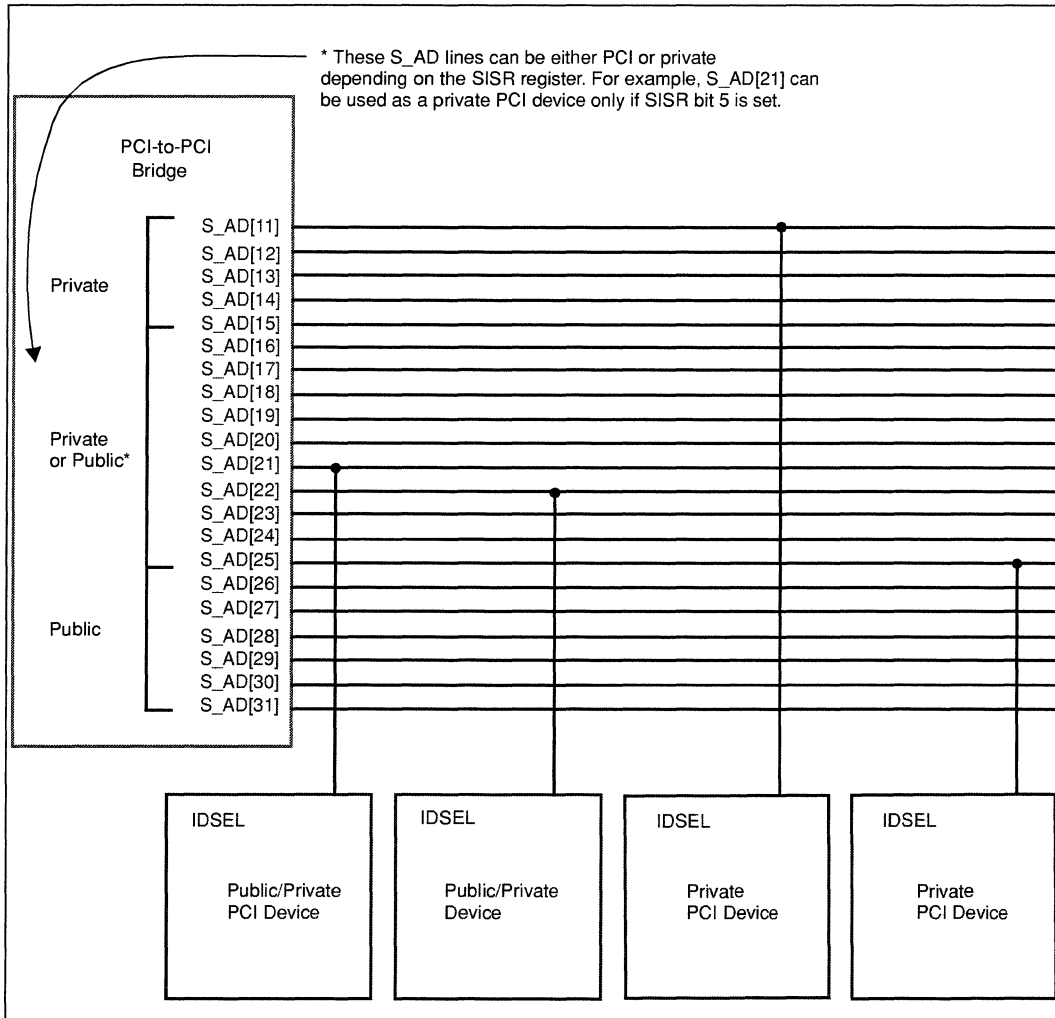 * These S_AD lines can be either PCI or private
depending on the SISR register. For example, S_AD[21] can
be used as a private PCI device only if SISR bit 5 is set.
PCI-to-PCI
Bridge
S_AD[11]
S_AD[12]
S_AD[13]
Private
S_AD[14]
S_AD[15]
S_AD[16]
S_AD[17]
S_AD[18]
S_AD[19]
Private
or Public*
S_AD[20]
S_AD[21]
S_AD[22]
S_AD[23]
S_AD[24]
S_AD[25]
S_AD[26]
S_AD[27]
Public
S_AD[28]
S_AD[29]
S_AD[30]
S_AD[31]
IDSEL
Public/Private
PCI Device
IDSEL
Public/Private
Device
IDSEL
Private
PCI Device
IDSEL
Private
PCI Device